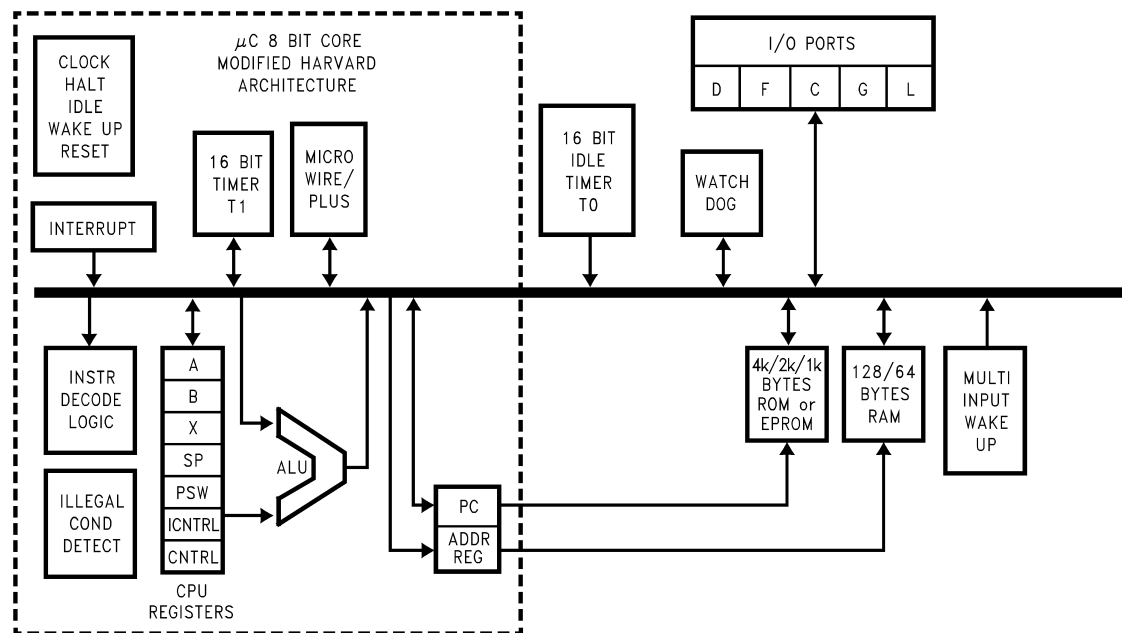 μC 8 BIT CORE
MODIFIED HARVARD
ARCHITECTURE
CLOCK
HALT
IDLE
WAKE UP
RESET
INTERRUPT
16 BIT
TIMER
T1
MICRO
WIRE/
PLUS
16 BIT
IDLE
TIMER
T0
WATCH
DOG
I/O PORTS
D F C G L
INSTR
DECODE
LOGIC
ILLEGAL
COND
DETECT
A
B
X
SP
PSW
ICNTRL
CNTRL
CPU
REGISTERS
ALU
PC
ADDR
REG
4k/2k/1k
BYTES
ROM or
EPROM
128/64
BYTES
RAM
MULTI
INPUT
WAKE
UP